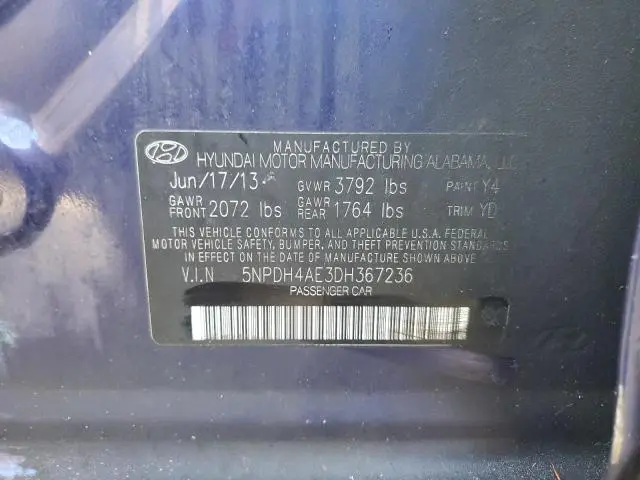 MANUFACTURED BY
HYUNDAI MOTOR MANUFACTURING ALABAMA, LLC
Jun/17/13 GVWR 3792 lbs PAINT Y4
GAWR FRONT 2072 lbs GAWR REAR 1764 lbs TRIM YD
THIS VEHICLE CONFORMS TO ALL APPLICABLE U.S.A. FEDERAL
MOTOR VEHICLE SAFETY, BUMPER, AND THEFT PREVENTION STANDARDS
IN EFFECT ON THE DATE OF MANUFACTURE SHOWN ABOVE.
V.I.N 5NPDH4AE3DH367236
PASSENGER CAR